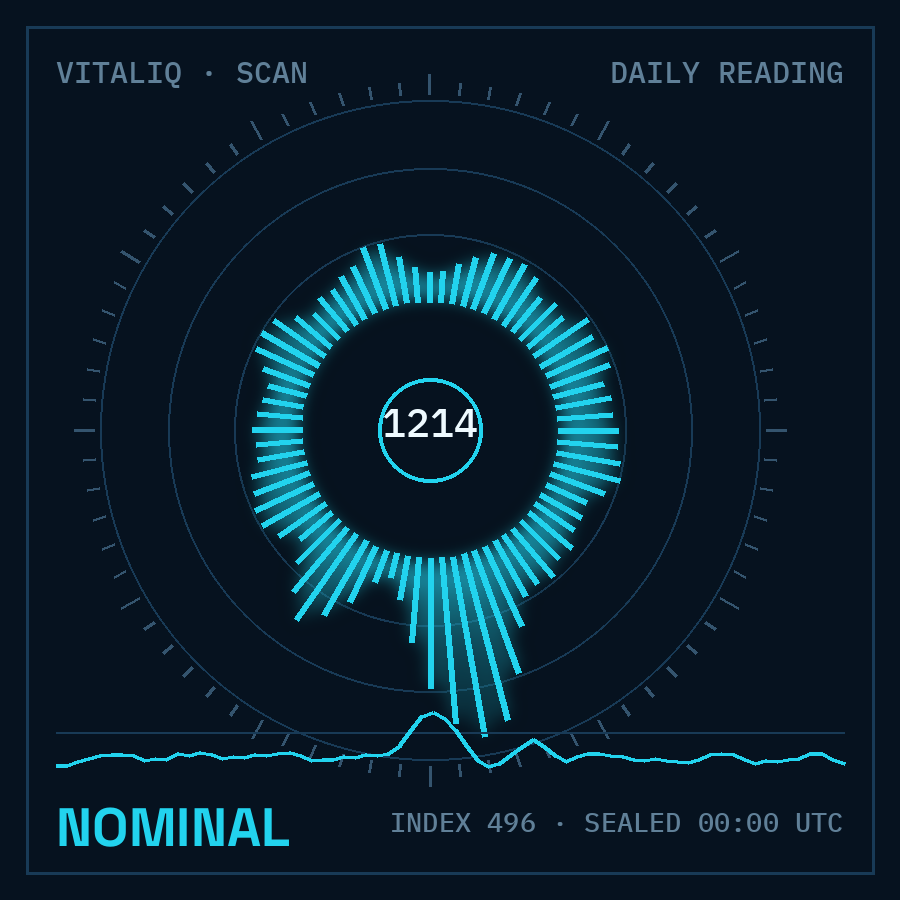 VITALIQ · SCAN
DAILY READING
1214
NOMINAL
INDEX 496 · SEALED 00:00 UTC